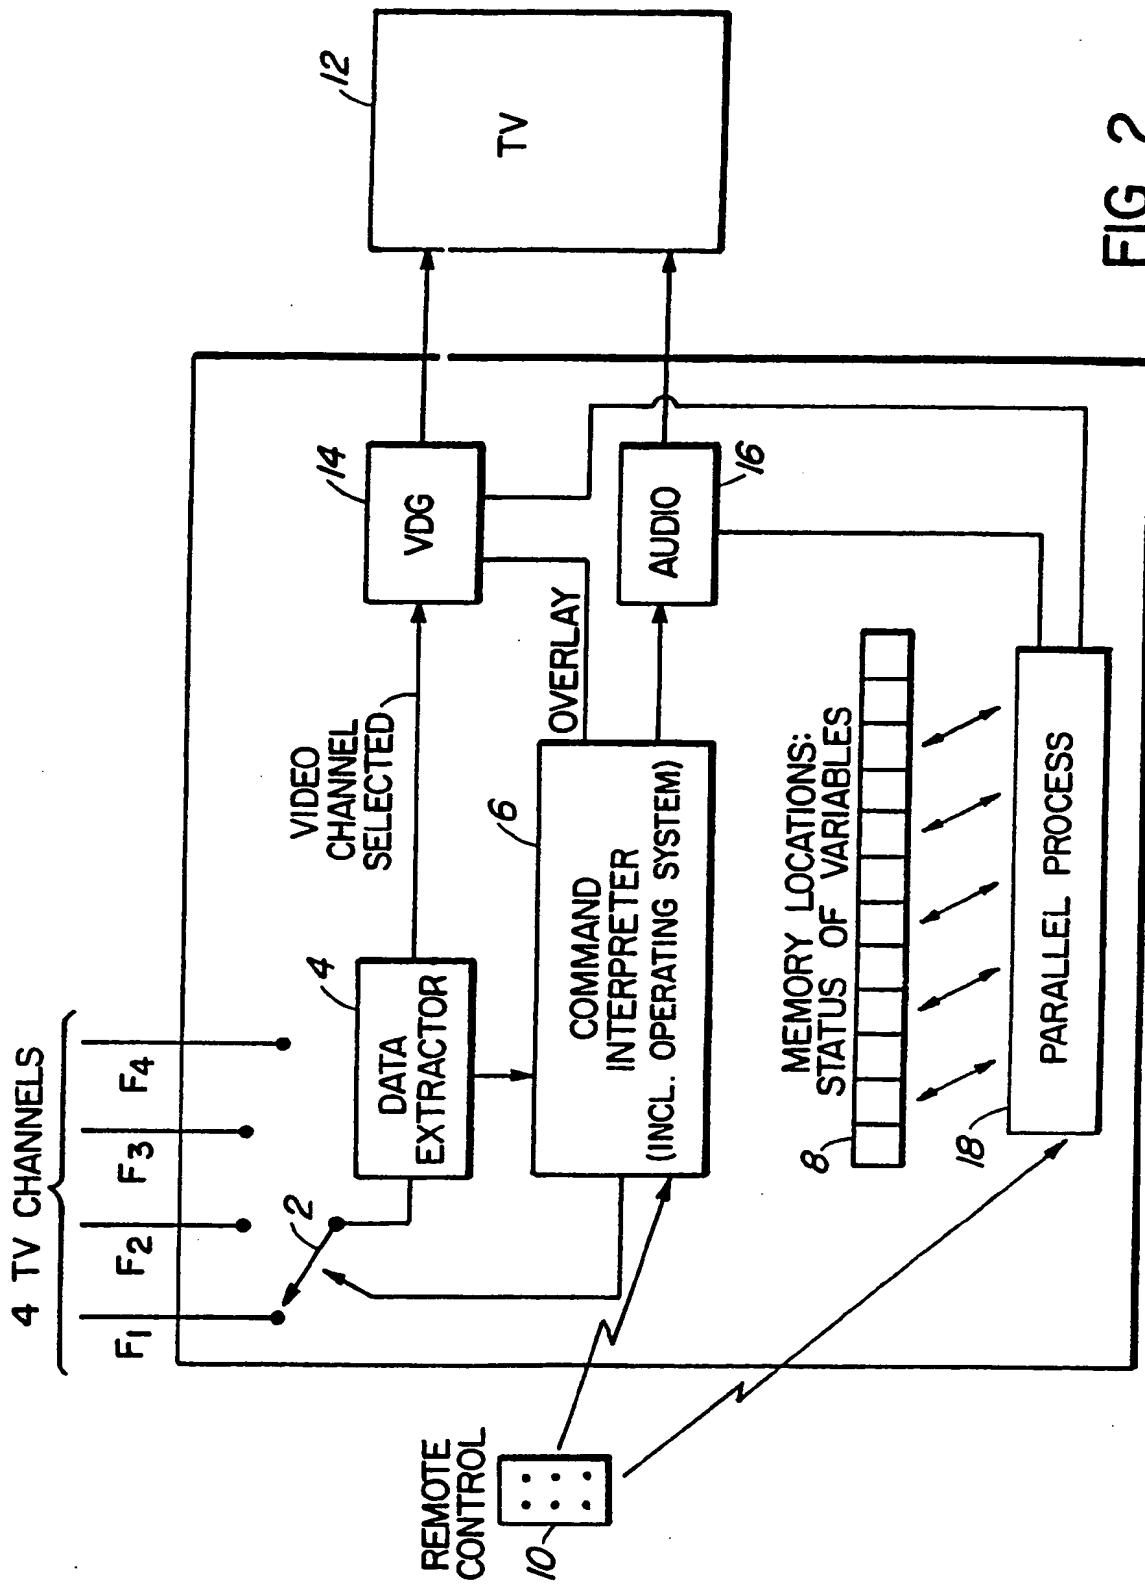 4 TV CHANNELS
F1
F2
F3
F4
2
4
DATA
EXTRACTOR
VIDEO
CHANNEL
SELECTED
14
VDG
12
TV
REMOTE
CONTROL
10
6
COMMAND
INTERPRETER
(INCL. OPERATING SYSTEM)
OVERLAY
AUDIO
16
MEMORY LOCATIONS:
STATUS OF VARIABLES
8
18
PARALLEL PROCESS
FIG 2